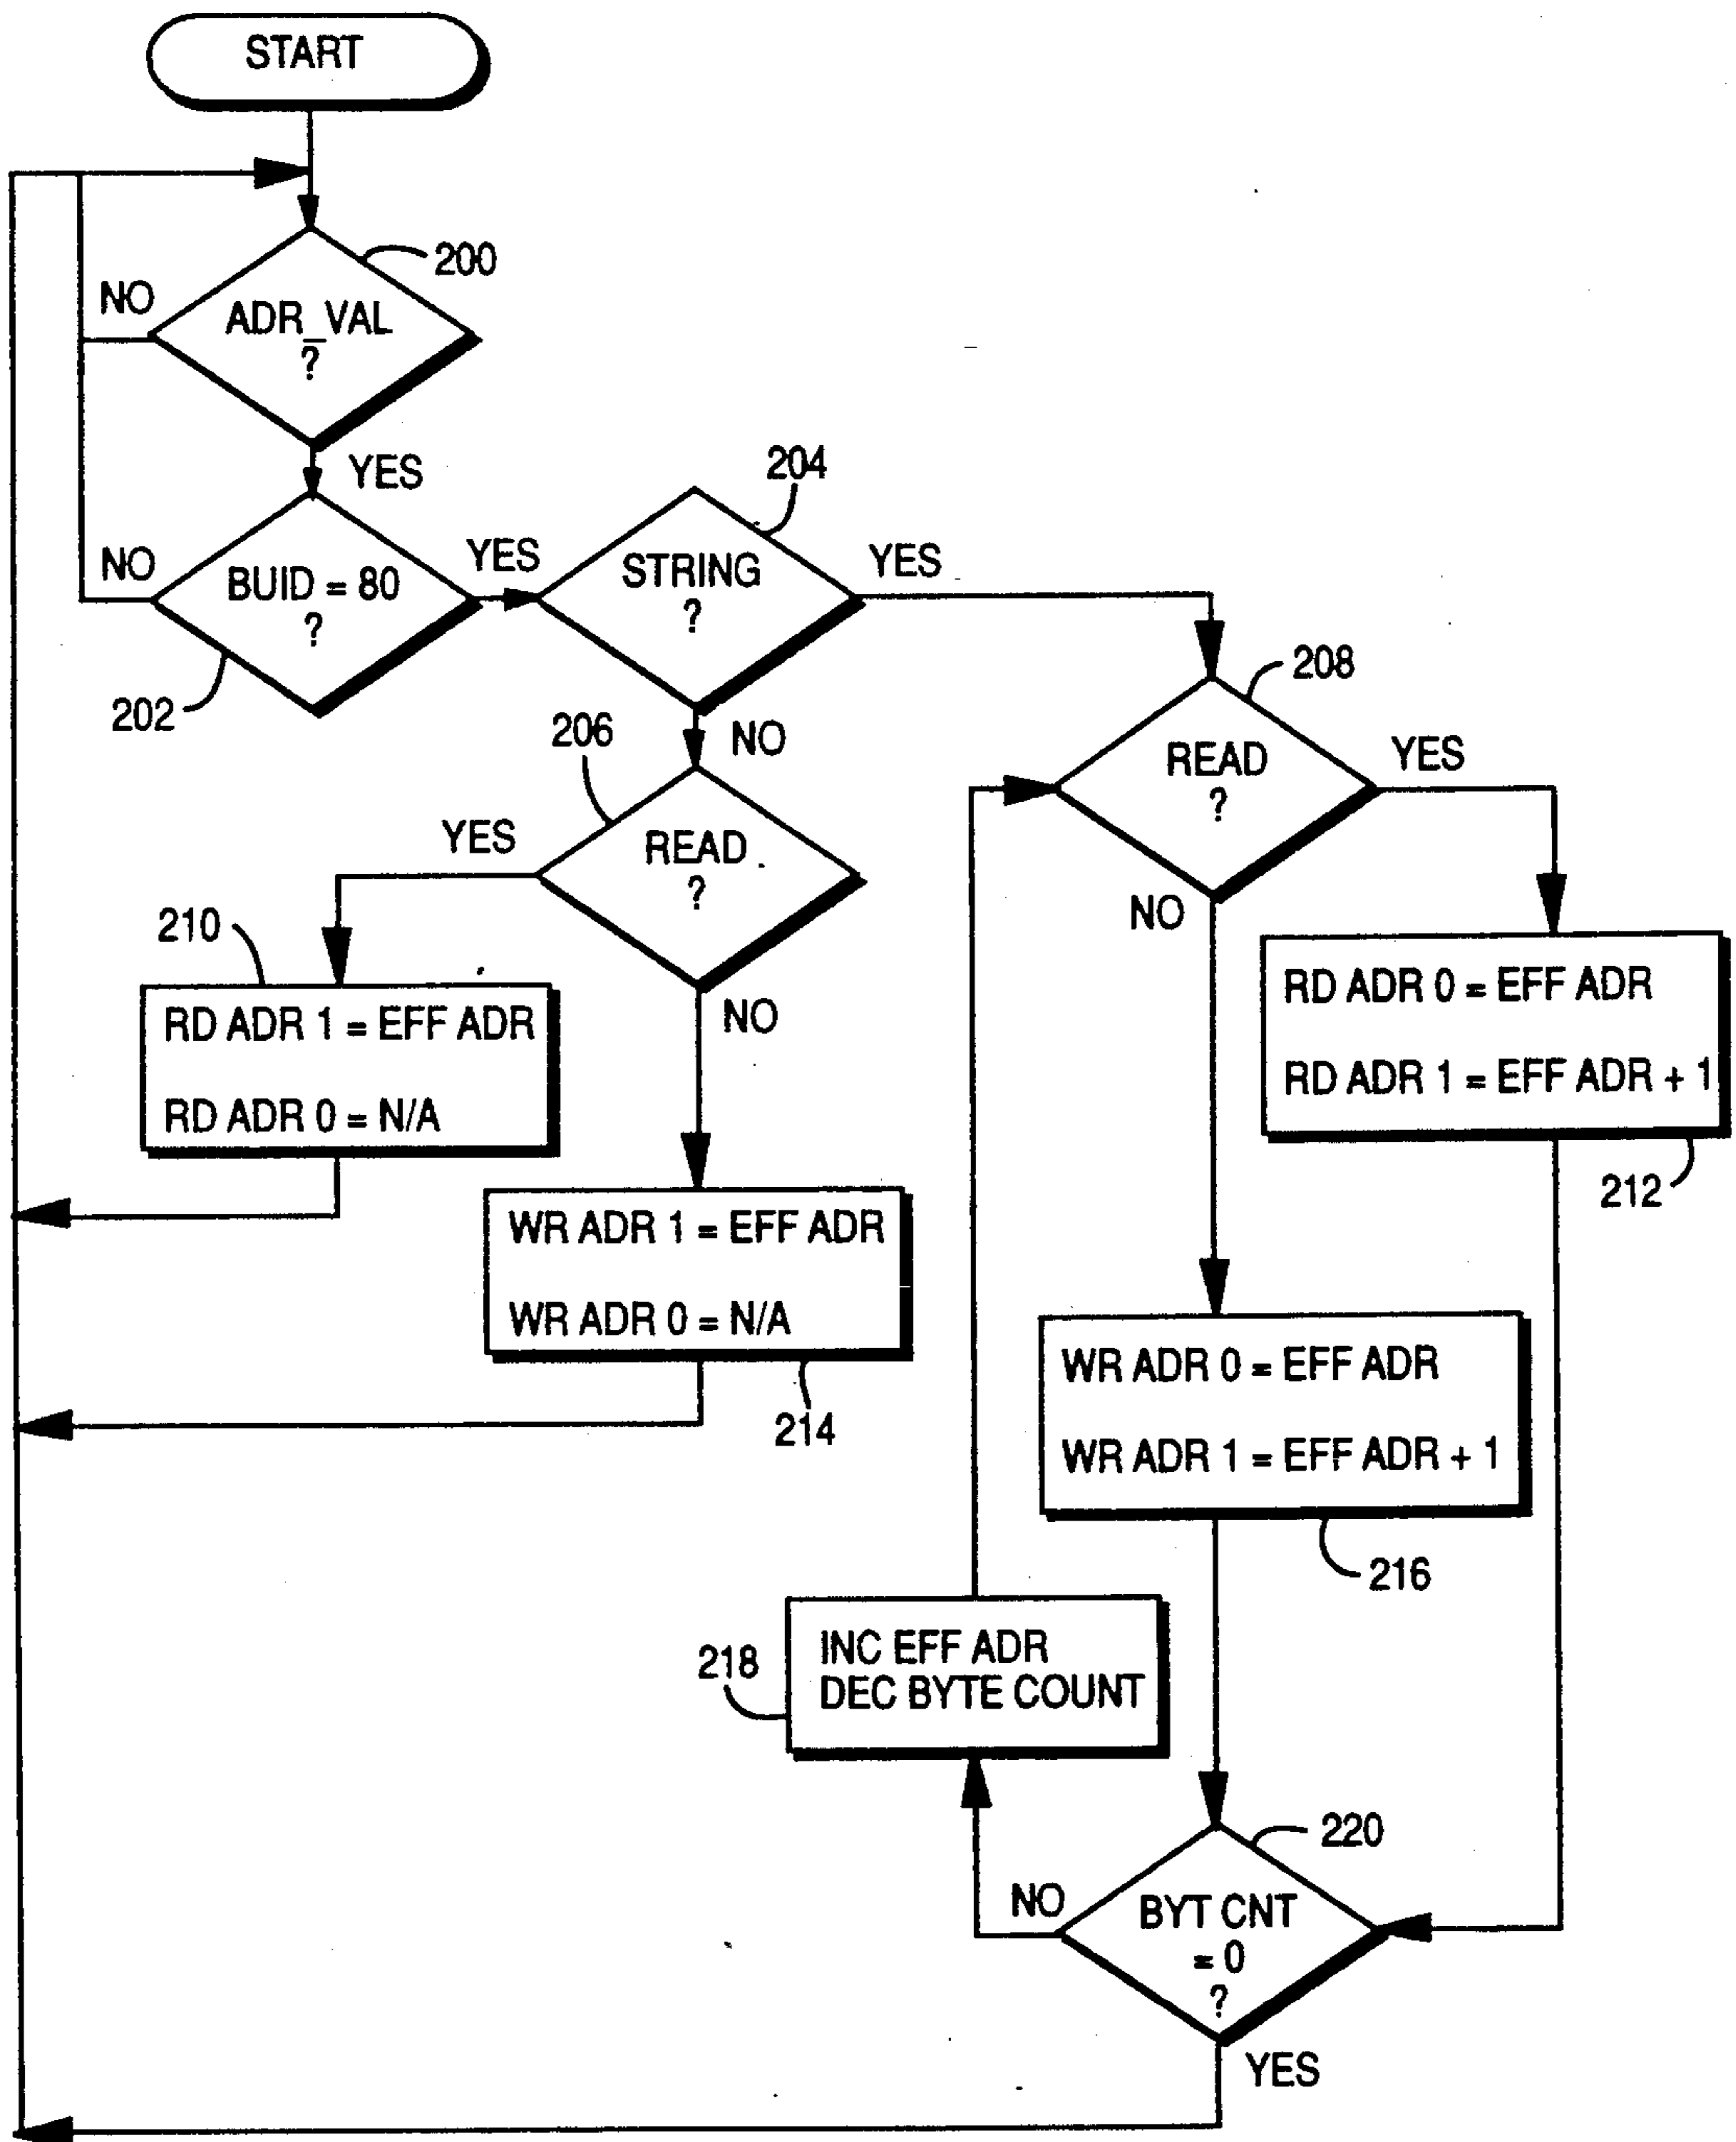 START
200
NO
ADR_VAL
?
YES
204
NO
BUID = 80
?
YES
STRING
?
YES
202
208
206
NO
READ
?
YES
YES
READ
?
NO
210
NO
RD ADR 1 = EFF ADR
RD ADR 0 = N/A
RD ADR 0 = EFF ADR
RD ADR 1 = EFF ADR + 1
212
WR ADR 1 = EFF ADR
WR ADR 0 = N/A
214
WR ADR 0 = EFF ADR
WR ADR 1 = EFF ADR + 1
216
218
INC EFF ADR
DEC BYTE COUNT
220
NO
BYT CNT
= 0
?
YES